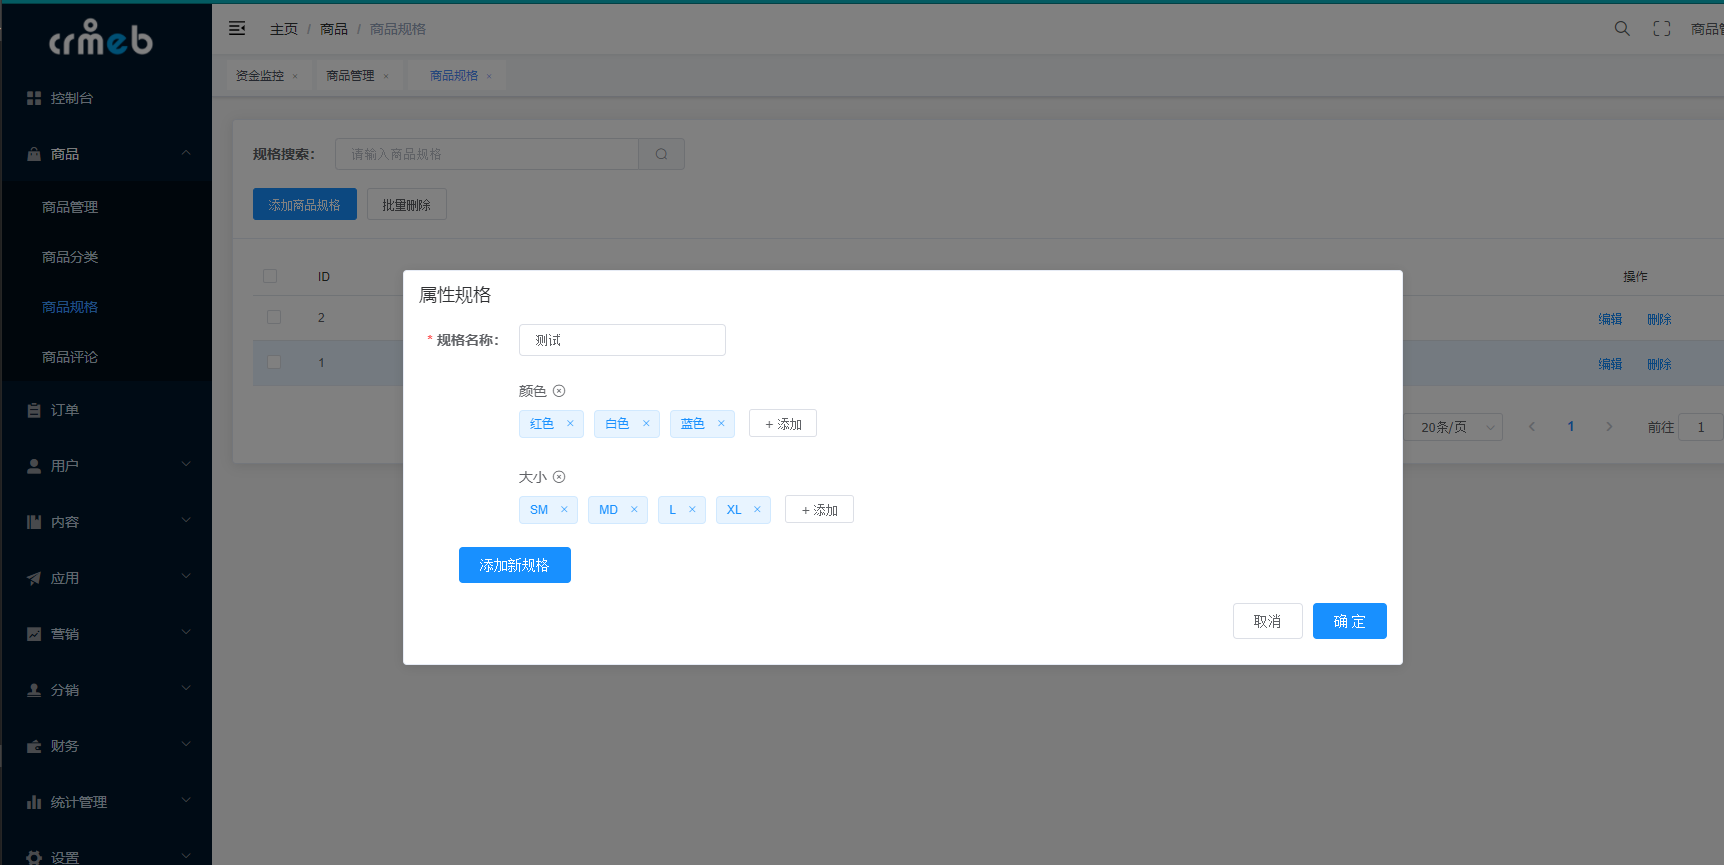 crmeb
主页 / 商品 / 商品规格
商品管
资金监控 × 商品管理 × 商品规格 ×
控制台
商品
商品管理
商品分类
商品规格
商品评论
订单
用户
内容
应用
营销
分销
财务
统计管理
设置
规格搜索： 请输入商品规格
添加商品规格 批量删除
ID 操作
2 编辑 删除
1 编辑 删除
20条/页 1 前往 1
属性规格
* 规格名称： 测试
颜色
红色 × 白色 × 蓝色 × + 添加
大小
SM × MD × L × XL × + 添加
添加新规格
取消 确 定